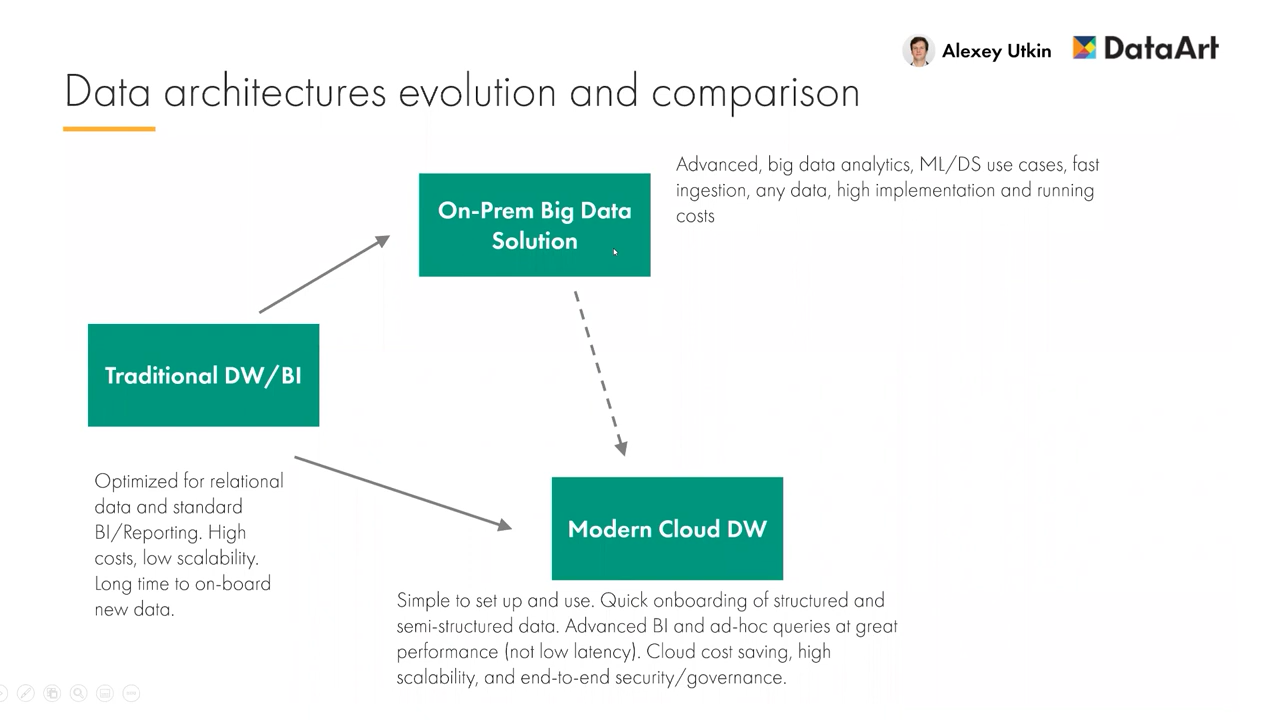 Alexey Utkin
DataArt
Data architectures evolution and comparison
Advanced, big data analytics, ML/DS use cases, fast
ingestion, any data, high implementation and running
costs
On-Prem Big Data
Solution
Traditional DW/BI
Optimized for relational
data and standard
BI/Reporting. High
costs, low scalability.
Long time to on-board
new data.
Modern Cloud DW
Simple to set up and use. Quick onboarding of structured and
semi-structured data. Advanced BI and ad-hoc queries at great
performance (not low latency). Cloud cost saving, high
scalability, and end-to-end security/governance.